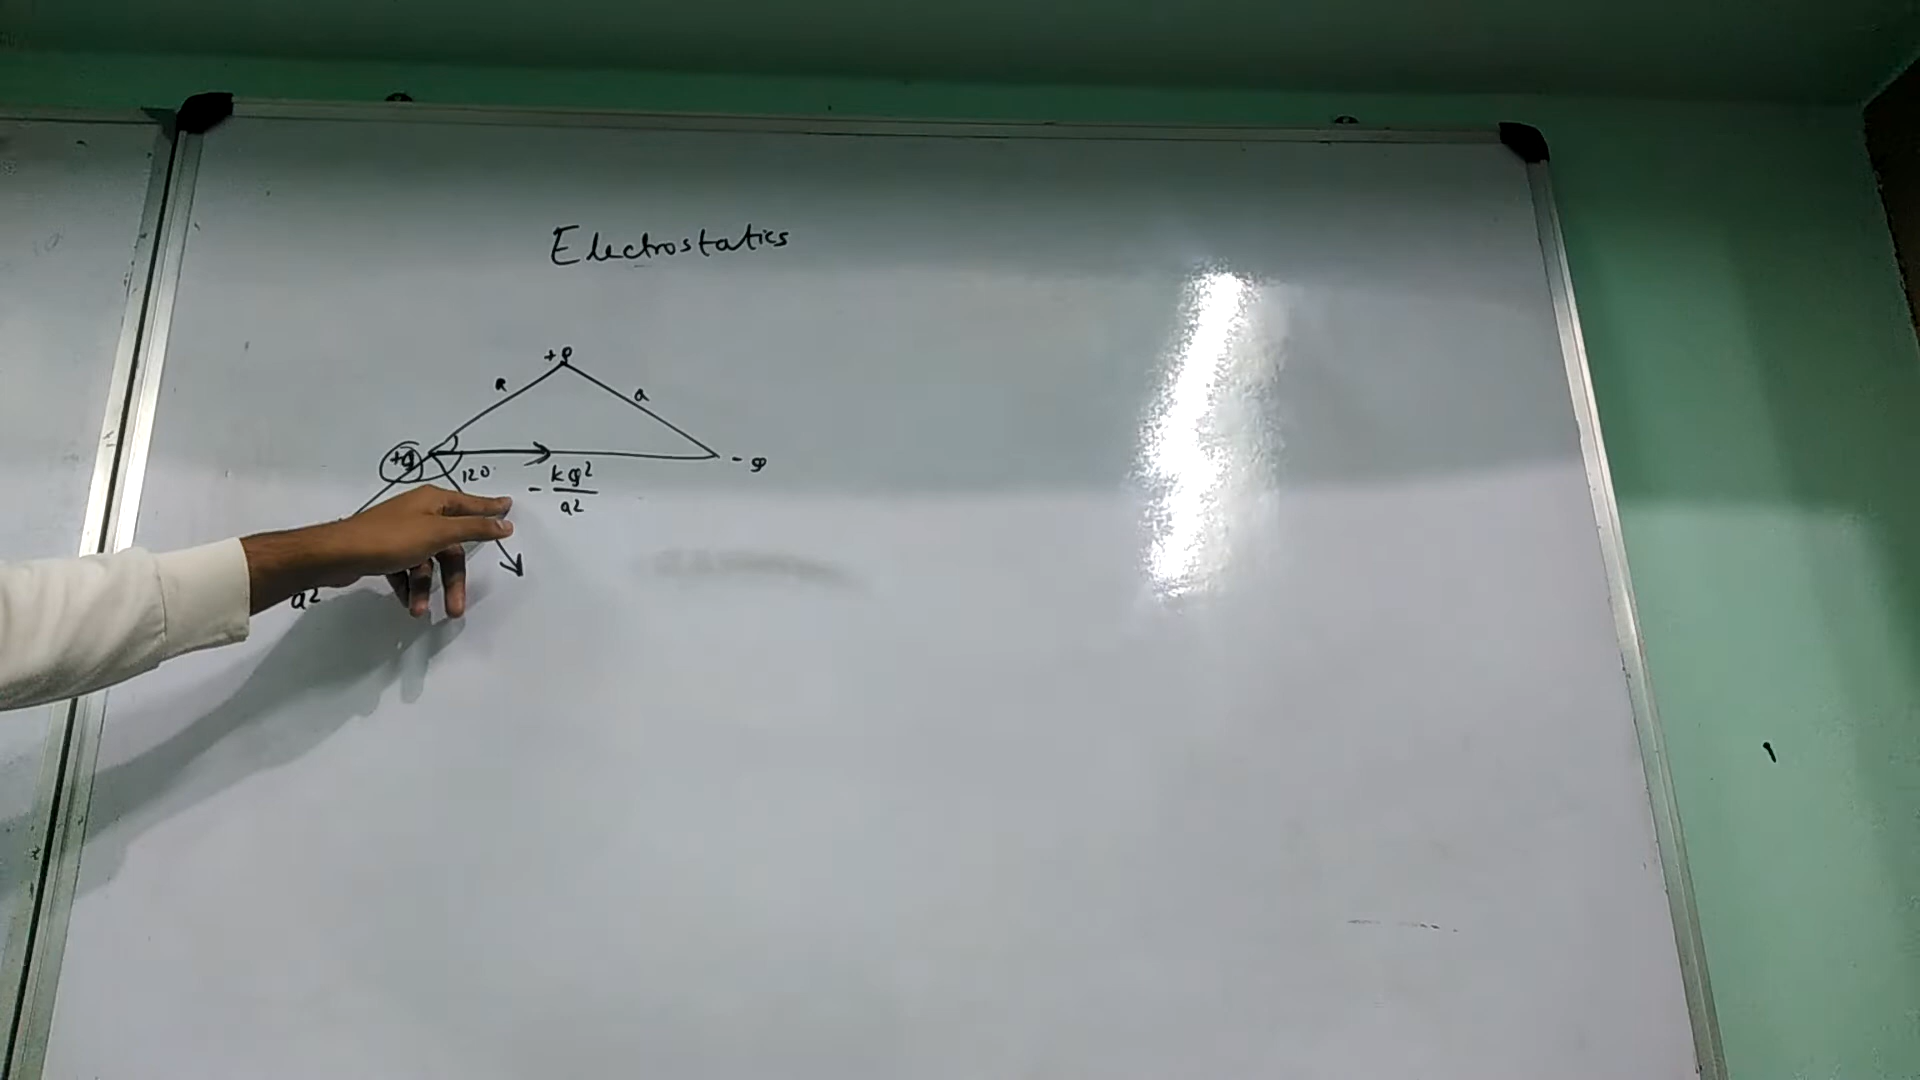 Electrostatics
+Q
a
a
+Q
120
- Q
- kQ²
a²
a²